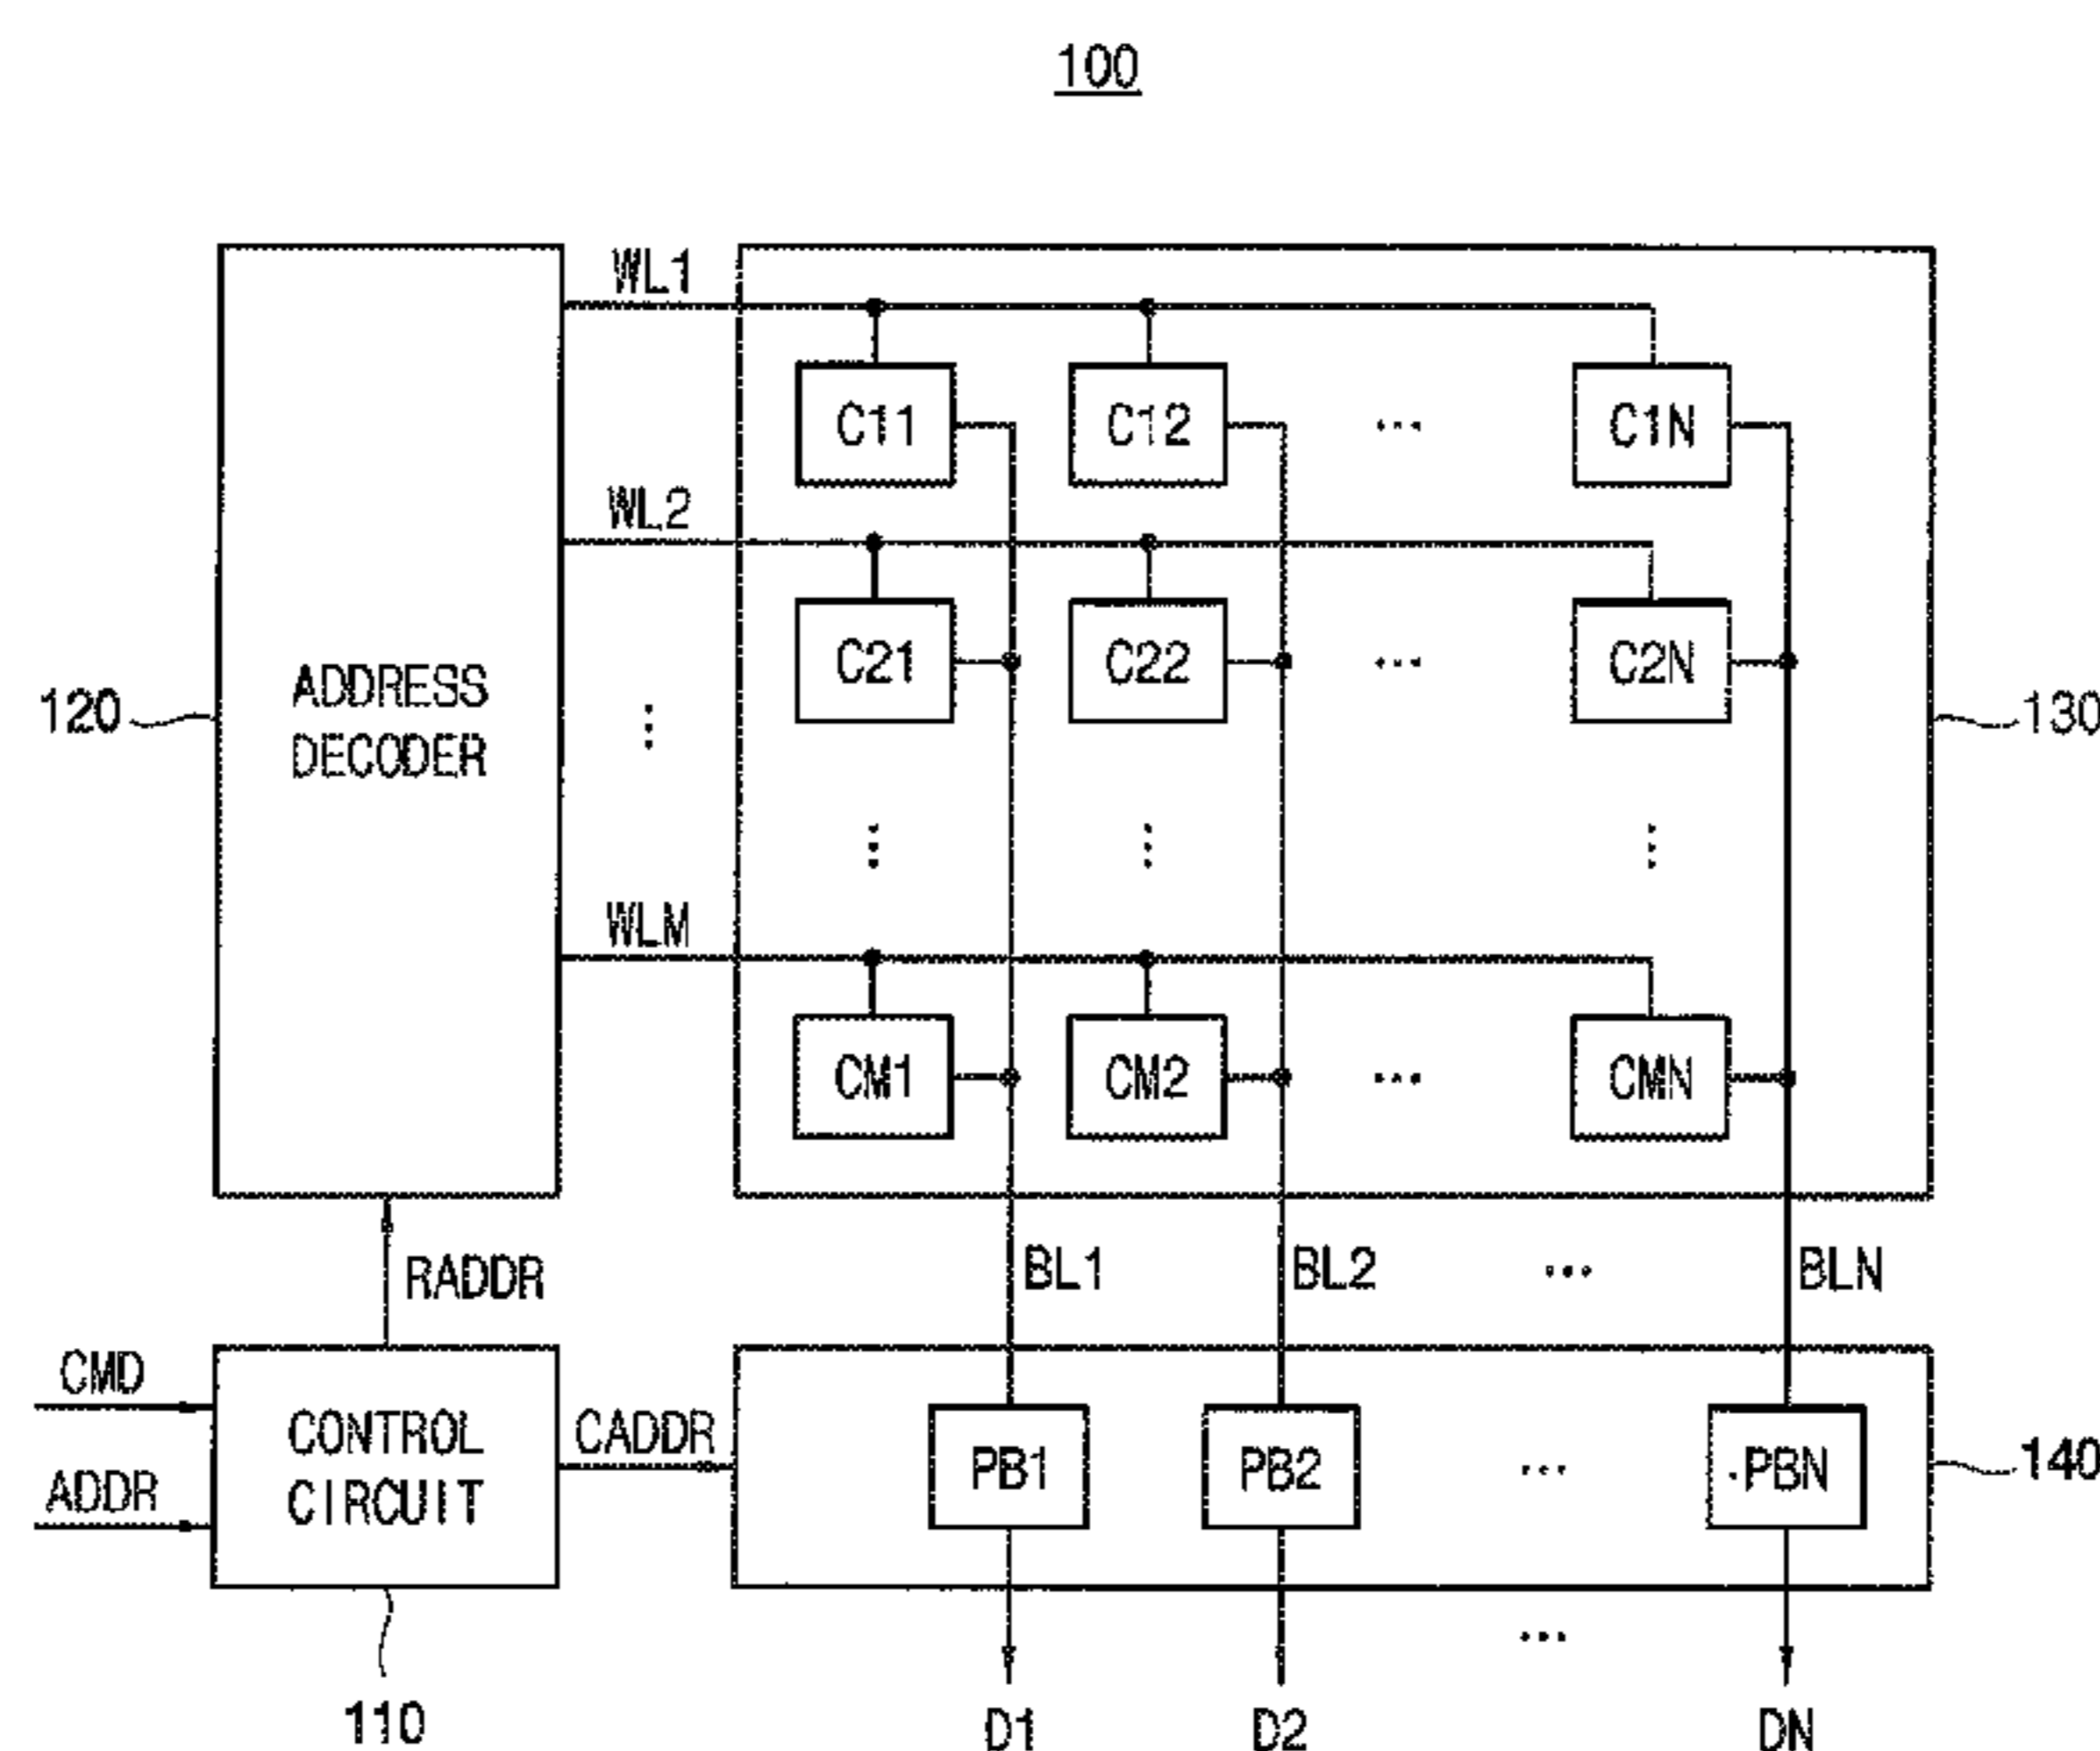 100
WL1
C11 C12 ... C1N
WL2
C21 C22 ... C2N
120
ADDRESS
DECODER
130
WLM
CM1 CM2 ... CMN
RADDR
BL1 BL2 ... BLN
CMD
ADDR
CONTROL
CIRCUIT
CADDR
PB1 PB2 ... PBN
140
110
D1 D2 ... DN